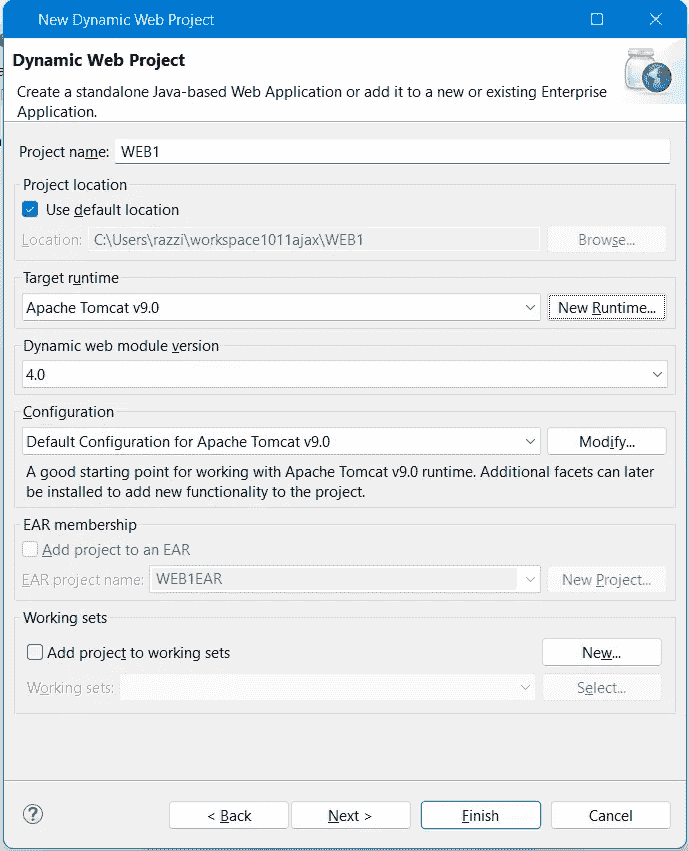 New Dynamic Web Project
Dynamic Web Project
Create a standalone Java-based Web Application or add it to a new or existing Enterprise
Application.
Project name: WEB1
Project location
Use default location
Location: C:\Users\razzi\workspace1011ajax\WEB1 Browse...
Target runtime
Apache Tomcat v9.0 New Runtime...
Dynamic web module version
4.0
Configuration
Default Configuration for Apache Tomcat v9.0 Modify...
A good starting point for working with Apache Tomcat v9.0 runtime. Additional facets can later
be installed to add new functionality to the project.
EAR membership
Add project to an EAR
EAR project name: WEB1EAR New Project...
Working sets
Add project to working sets New...
Working sets: Select...
? < Back Next > Finish Cancel